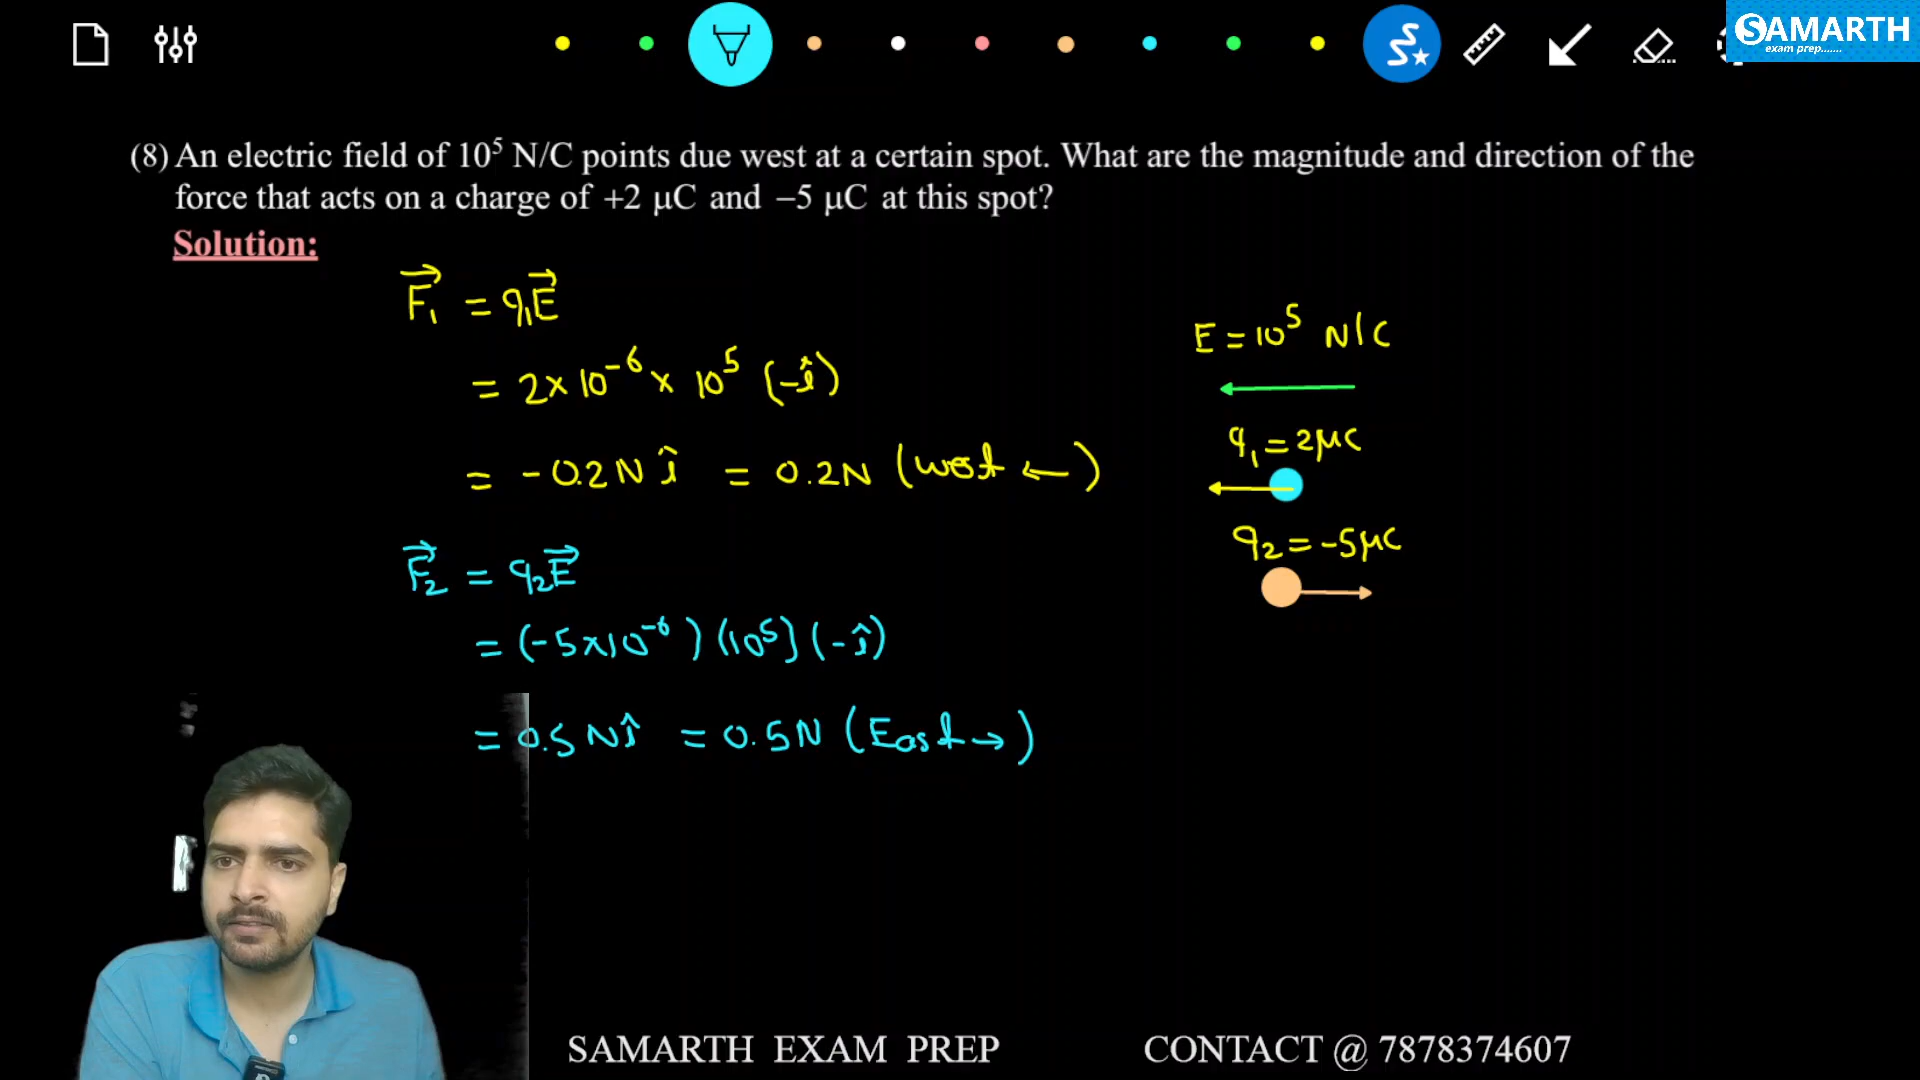 SAMARTH
exam prep.......
(8) An electric field of 10⁵ N/C points due west at a certain spot. What are the magnitude and direction of the
force that acts on a charge of +2 μC and −5 μC at this spot?
Solution:
F⃗₁ = q₁E⃗
= 2×10⁻⁶ × 10⁵ (-î)
= -0.2N î = 0.2N (west ←)
F⃗₂ = q₂E⃗
= (-5×10⁻⁶) (10⁵) (-î)
= 0.5 Nî = 0.5N (East →)
E = 10⁵ N/C
q₁ = 2μC
q₂ = -5μC
SAMARTH EXAM PREP
CONTACT @ 7878374607